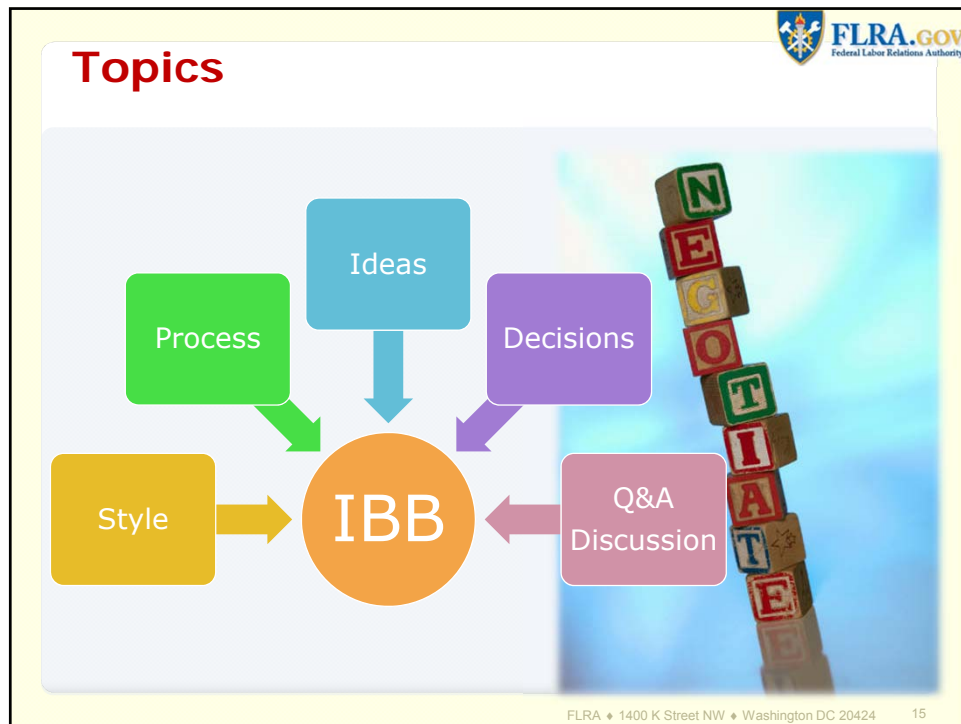 FLRA.GOV
Federal Labor Relations Authority
Topics
Ideas
Process
Decisions
Style
IBB
Q&A
Discussion
N
E
G
O
T
I
A
T
E
E
FLRA ♦ 1400 K Street NW ♦ Washington DC 20424 15